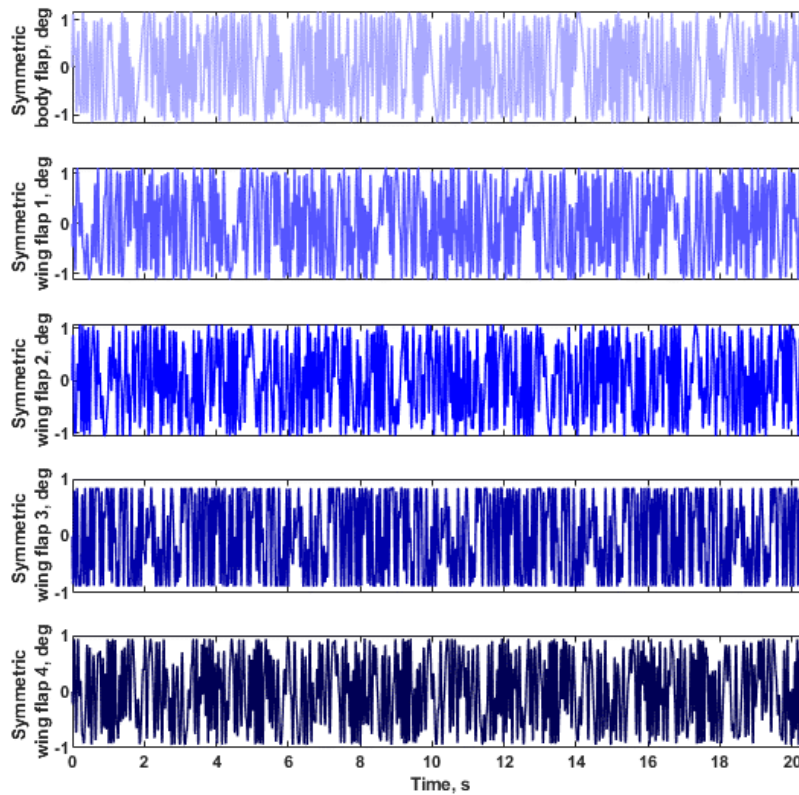 Symmetric
body flap, deg
1
0
-1
Symmetric
wing flap 1, deg
1
0
-1
Symmetric
wing flap 2, deg
1
0
-1
Symmetric
wing flap 3, deg
1
0
-1
Symmetric
wing flap 4, deg
1
0
-1
0 2 4 6 8 10 12 14 16 18 20
Time, s